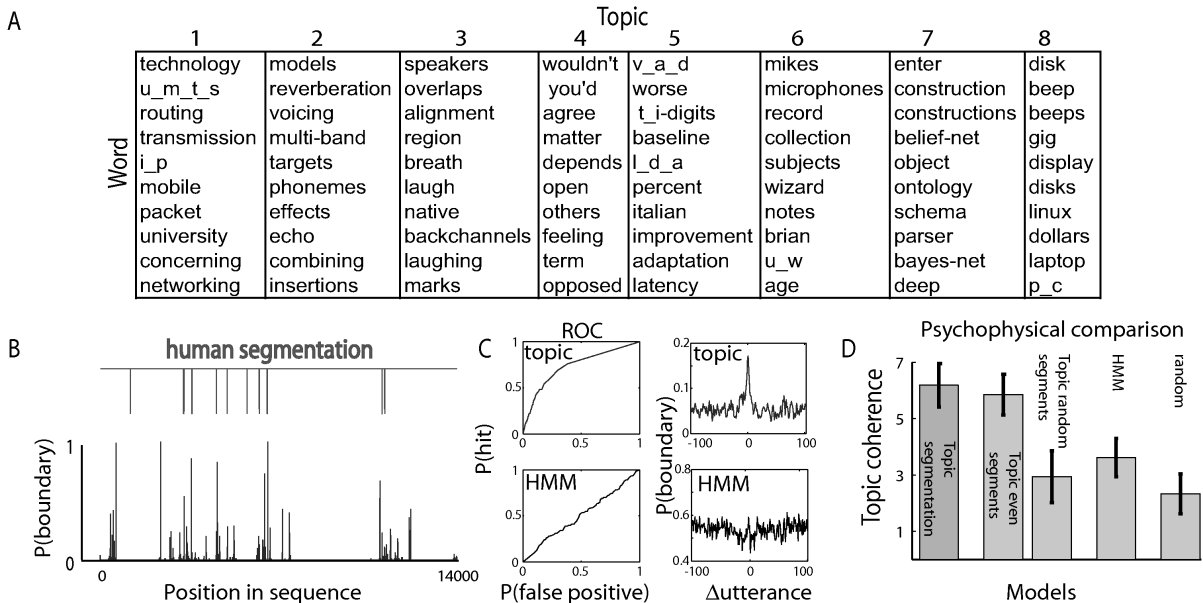 A
Topic
1 2 3 4 5 6 7 8
Word
technology models speakers wouldn't v_a_d mikes enter disk
u_m_t_s reverberation overlaps you'd worse microphones construction beep
routing voicing alignment agree t_i-digits record constructions beeps
transmission multi-band region matter baseline collection belief-net gig
i_p targets breath depends l_d_a subjects object display
mobile phonemes laugh open percent wizard ontology disks
packet effects native others italian notes schema linux
university echo backchannels feeling improvement brian parser dollars
concerning combining laughing term adaptation u_w bayes-net laptop
networking insertions marks opposed latency age deep p_c
B
human segmentation
P(boundary)
1
0
0 14000
Position in sequence
C
ROC
topic
P(hit)
1
0.5
0
0 0.5 1
HMM
1
0.5
0
0 0.5 1
P(false positive)
topic
P(boundary)
0.2
0.1
0
-100 0 100
HMM
0.8
0.6
0.4
-100 0 100
Δutterance
D
Psychophysical comparison
Topic coherence
7
5
3
1
Topic
segmentation
Topic even
segments
Topic random
segments
HMM
random
Models